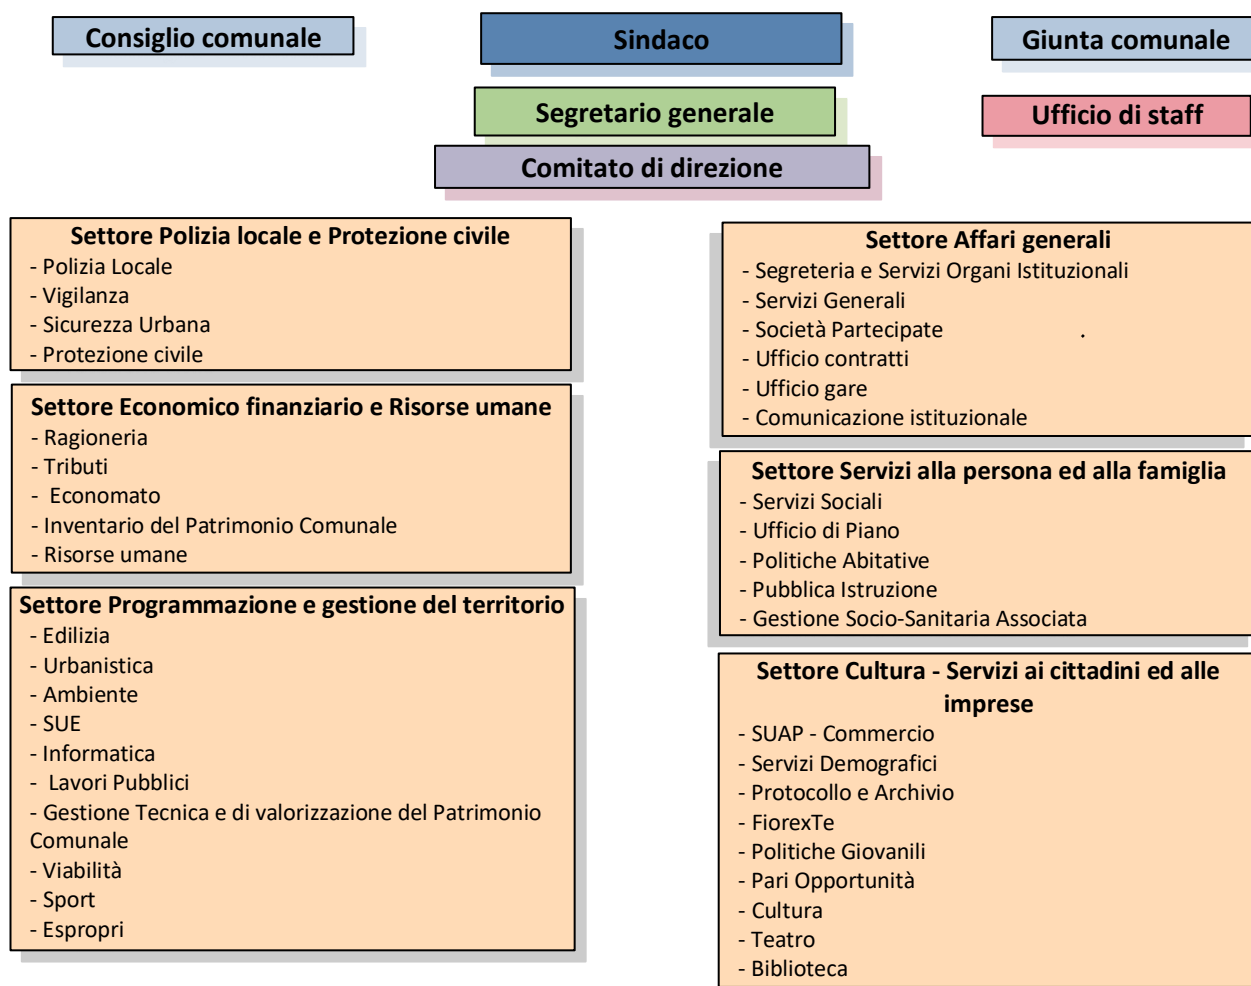 Consiglio comunale
Sindaco
Giunta comunale
Segretario generale
Ufficio di staff
Comitato di direzione
Settore Polizia locale e Protezione civile
- Polizia Locale
- Vigilanza
- Sicurezza Urbana
- Protezione civile
Settore Economico finanziario e Risorse umane
- Ragioneria
- Tributi
- Economato
- Inventario del Patrimonio Comunale
- Risorse umane
Settore Programmazione e gestione del territorio
- Edilizia
- Urbanistica
- Ambiente
- SUE
- Informatica
- Lavori Pubblici
- Gestione Tecnica e di valorizzazione del Patrimonio
Comunale
- Viabilità
- Sport
- Espropri
Settore Affari generali
- Segreteria e Servizi Organi Istituzionali
- Servizi Generali
- Società Partecipate .
- Ufficio contratti
- Ufficio gare
- Comunicazione istituzionale
Settore Servizi alla persona ed alla famiglia
- Servizi Sociali
- Ufficio di Piano
- Politiche Abitative
- Pubblica Istruzione
- Gestione Socio-Sanitaria Associata
Settore Cultura - Servizi ai cittadini ed alle
imprese
- SUAP - Commercio
- Servizi Demografici
- Protocollo e Archivio
- FiorexTe
- Politiche Giovanili
- Pari Opportunità
- Cultura
- Teatro
- Biblioteca